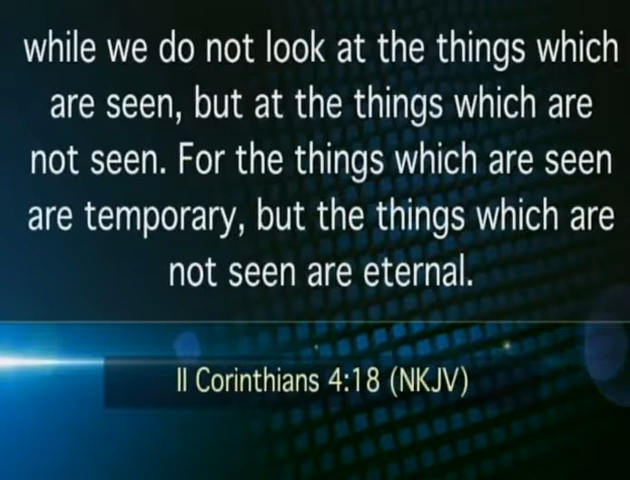 while we do not look at the things which
are seen, but at the things which are
not seen. For the things which are seen
are temporary, but the things which are
not seen are eternal.
II Corinthians 4:18 (NKJV)